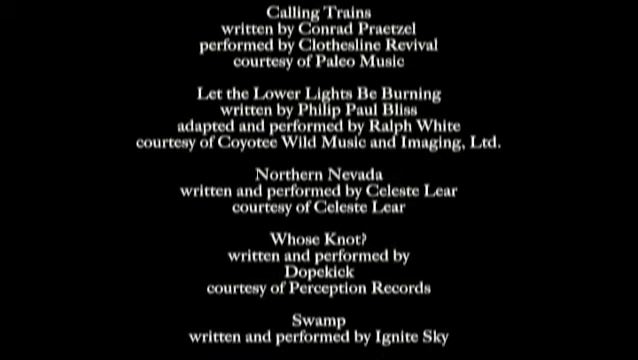 Calling Trains
written by Conrad Praetzel
performed by Clothesline Revival
courtesy of Paleo Music
Let the Lower Lights Be Burning
written by Philip Paul Bliss
adapted and performed by Ralph White
courtesy of Coyotee Wild Music and Imaging, Ltd.
Northern Nevada
written and performed by Celeste Lear
courtesy of Celeste Lear
Whose Knot?
written and performed by
Dopekick
courtesy of Perception Records
Swamp
written and performed by Ignite Sky